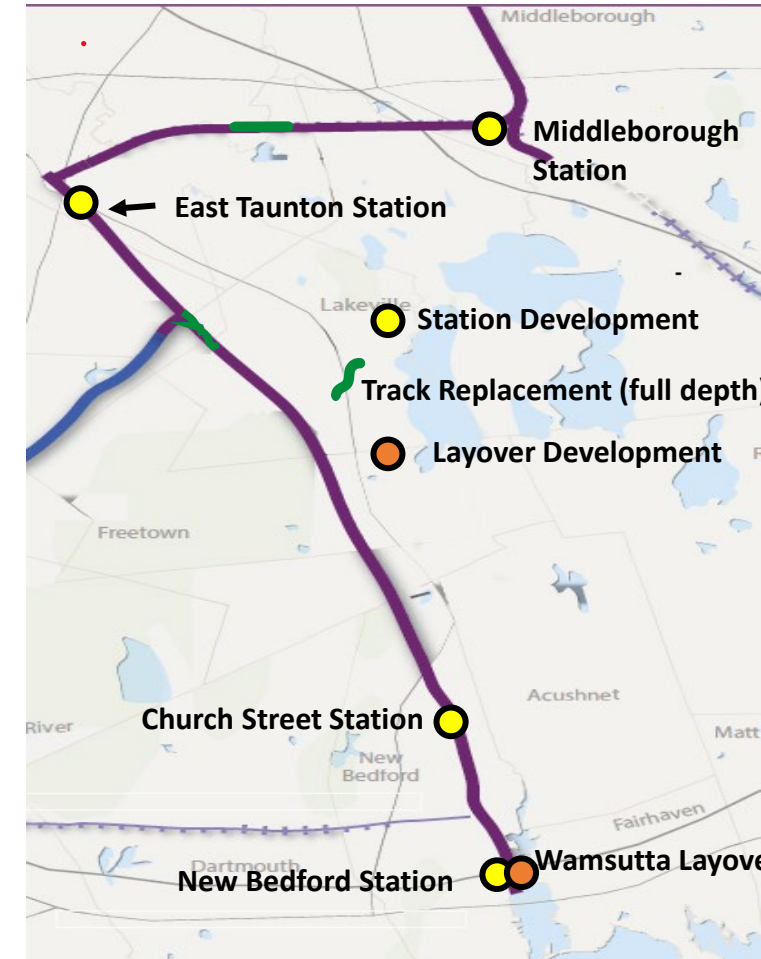 Middleborough
Middleborough
Station
East Taunton Station
Lakeville
Station Development
Track Replacement (full depth)
Layover Development
Freetown
Acushnet
Church Street Station
River
Matt
New
Bedford
Fairhaven
Wamsutta Layove
Dartmouth
New Bedford Station